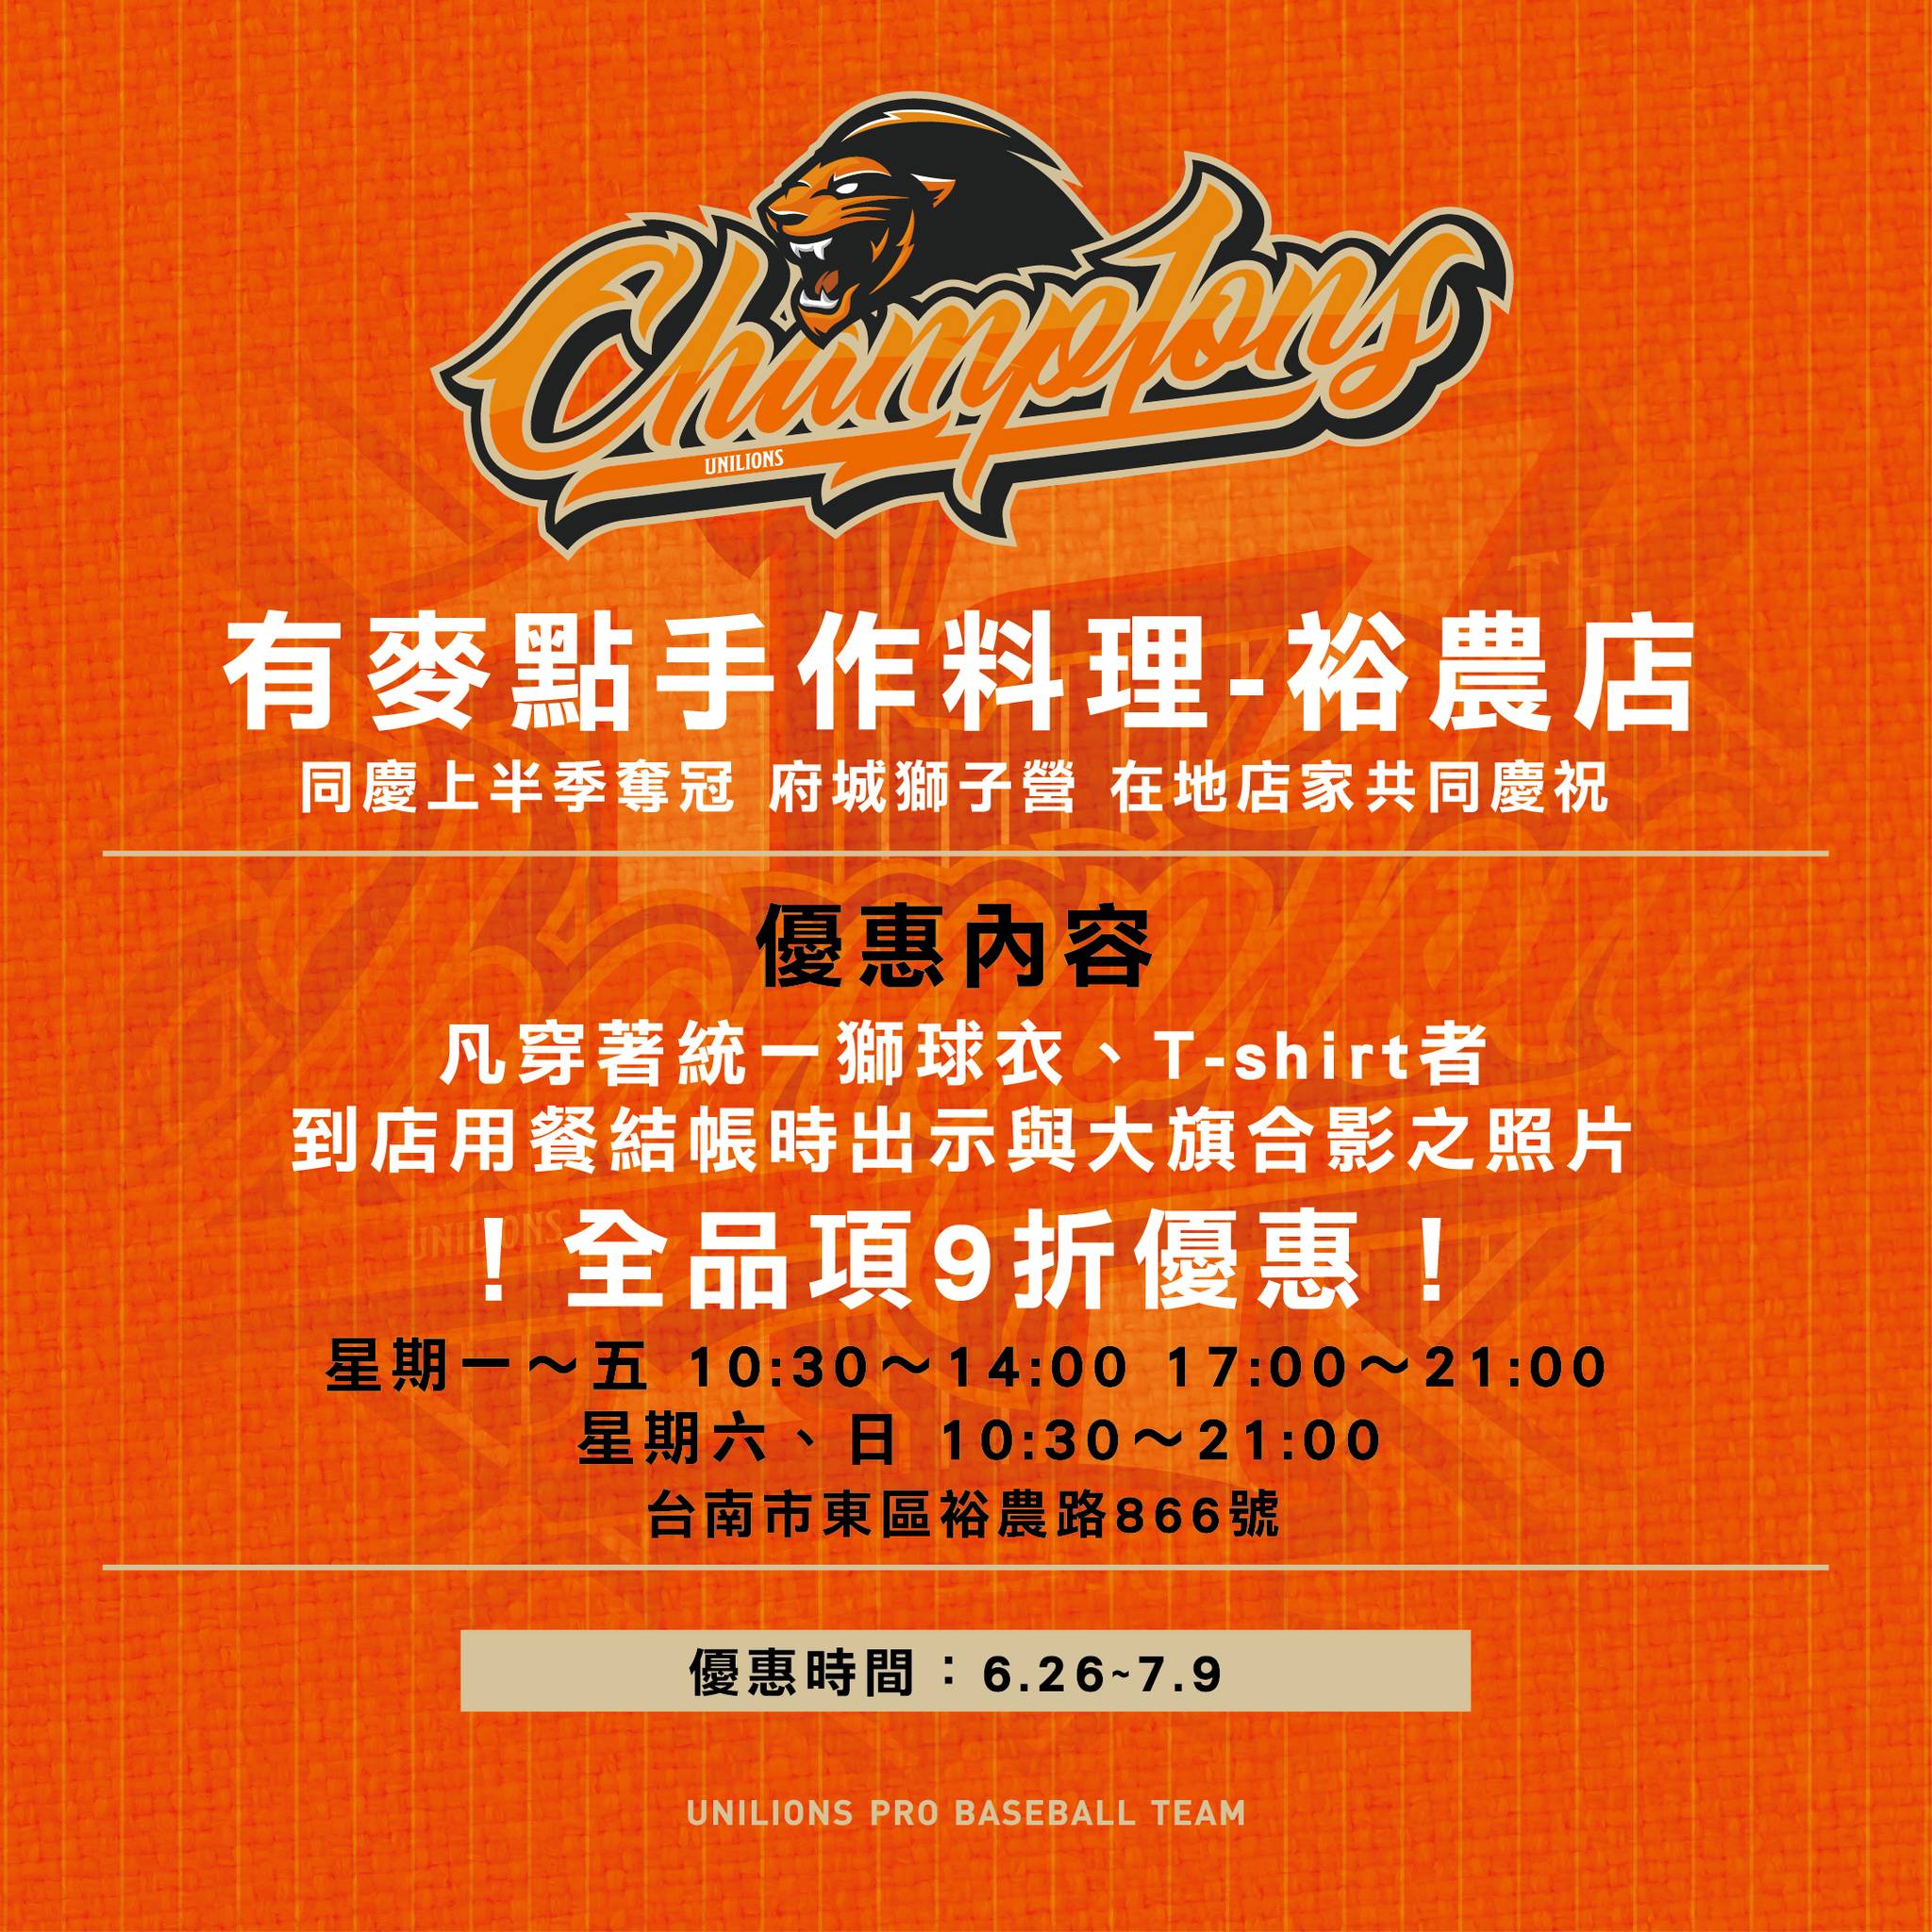 Champ1ons
UNILIONS
有麥點手作料理-裕農店
同慶上半季奪冠 府城獅子營 在地店家共同慶祝
優惠內容
凡穿著統一獅球衣、T-shirt者
到店用餐結帳時出示與大旗合影之照片
！全品項9折優惠！
星期一～五 10:30～14:00 17:00～21:00
星期六、日 10:30～21:00
台南市東區裕農路866號
優惠時間：6.26~7.9
UNILIONS PRO BASEBALL TEAM